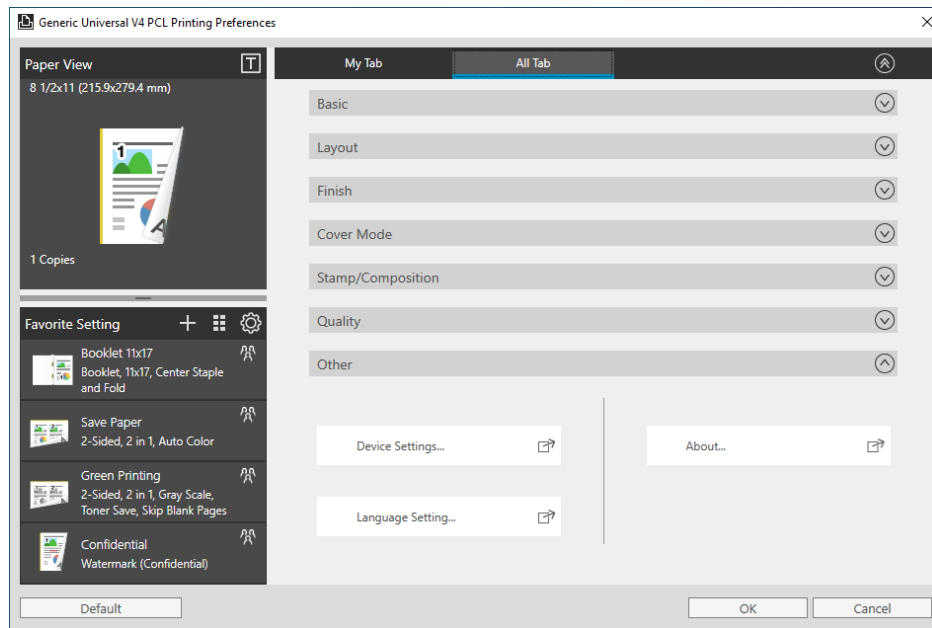 Generic Universal V4 PCL Printing Preferences
Paper View
T
8 1/2x11 (215.9x279.4 mm)
1
A
1 Copies
Favorite Setting
Booklet 11x17
Booklet, 11x17, Center Staple
and Fold
Save Paper
2-Sided, 2 in 1, Auto Color
Green Printing
2-Sided, 2 in 1, Gray Scale,
Toner Save, Skip Blank Pages
Confidential
Watermark (Confidential)
My Tab
All Tab
Basic
Layout
Finish
Cover Mode
Stamp/Composition
Quality
Other
Device Settings...
About...
Language Setting...
Default
OK
Cancel